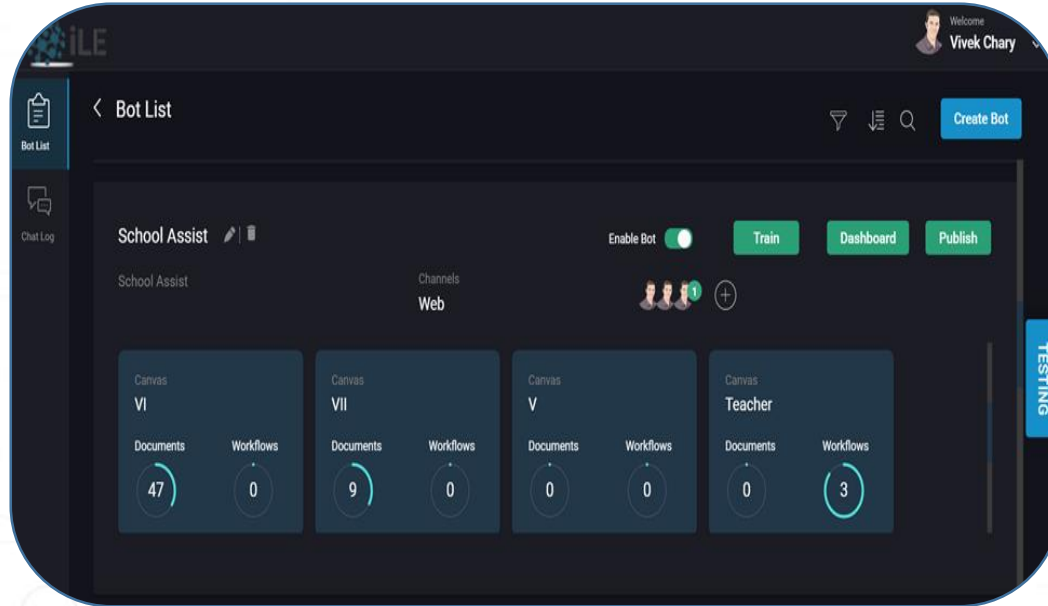 iLE
Welcome
Vivek Chary
Bot List
Create Bot
Bot List
Chat Log
School Assist
Enable Bot
Train
Dashboard
Publish
School Assist
Channels
Web
1
Canvas
VI
Documents Workflows
47 0
Canvas
VII
Documents Workflows
9 0
Canvas
V
Documents Workflows
0 0
Canvas
Teacher
Documents Workflows
0 3
TESTING